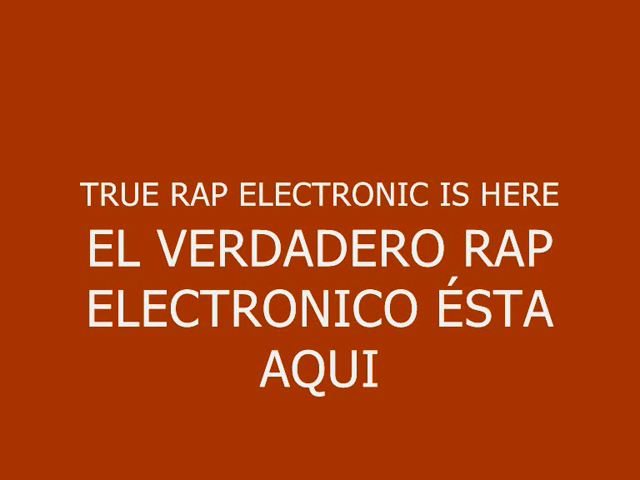 TRUE RAP ELECTRONIC IS HERE
EL VERDADERO RAP
ELECTRONICO ÉSTA
AQUI